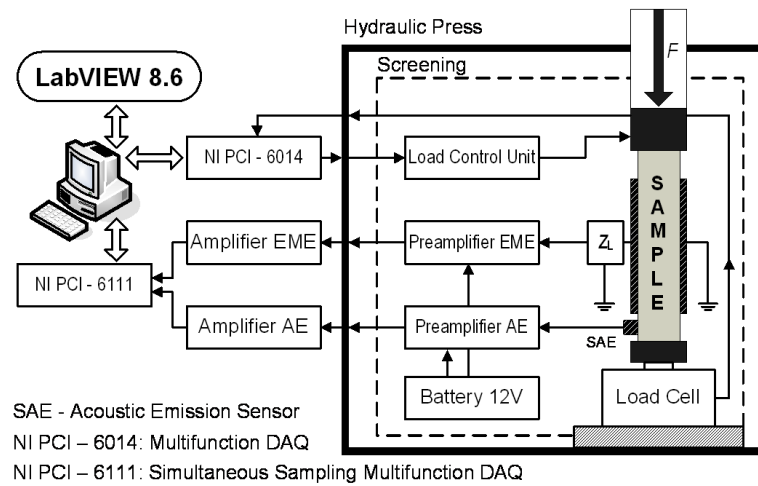 Hydraulic Press
F
Screening
LabVIEW 8.6
NI PCI - 6014
Load Control Unit
SAMPLE
Amplifier EME
Preamplifier EME
ZL
NI PCI - 6111
Amplifier AE
Preamplifier AE
SAE
Battery 12V
Load Cell
SAE - Acoustic Emission Sensor
NI PCI – 6014: Multifunction DAQ
NI PCI – 6111: Simultaneous Sampling Multifunction DAQ